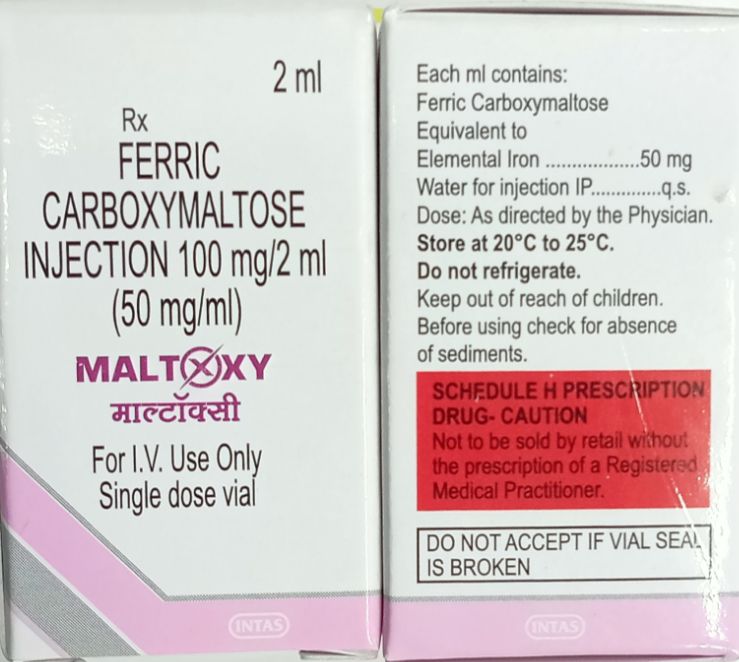 2 ml
Rx
FERRIC
CARBOXYMALTOSE
INJECTION 100 mg/2 ml
(50 mg/ml)
MALTOXY
माल्टॉक्सी
For I.V. Use Only
Single dose vial
INTAS
Each ml contains:
Ferric Carboxymaltose
Equivalent to
Elemental Iron ..................50 mg
Water for injection IP.............q.s.
Dose: As directed by the Physician.
Store at 20°C to 25°C.
Do not refrigerate.
Keep out of reach of children.
Before using check for absence
of sediments.
SCHEDULE H PRESCRIPTION
DRUG- CAUTION
Not to be sold by retail without
the prescription of a Registered
Medical Practitioner.
DO NOT ACCEPT IF VIAL SEAL
IS BROKEN
INTAS